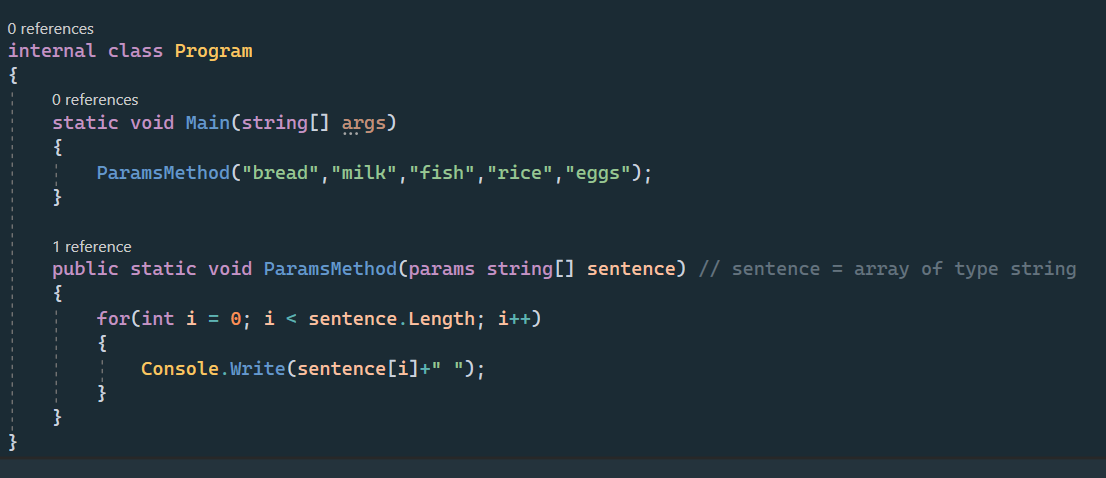 0 references
internal class Program
{
0 references
static void Main(string[] args)
{
ParamsMethod("bread","milk","fish","rice","eggs");
}
1 reference
public static void ParamsMethod(params string[] sentence) // sentence = array of type string
{
for(int i = 0; i < sentence.Length; i++)
{
Console.Write(sentence[i]+" ");
}
}
}